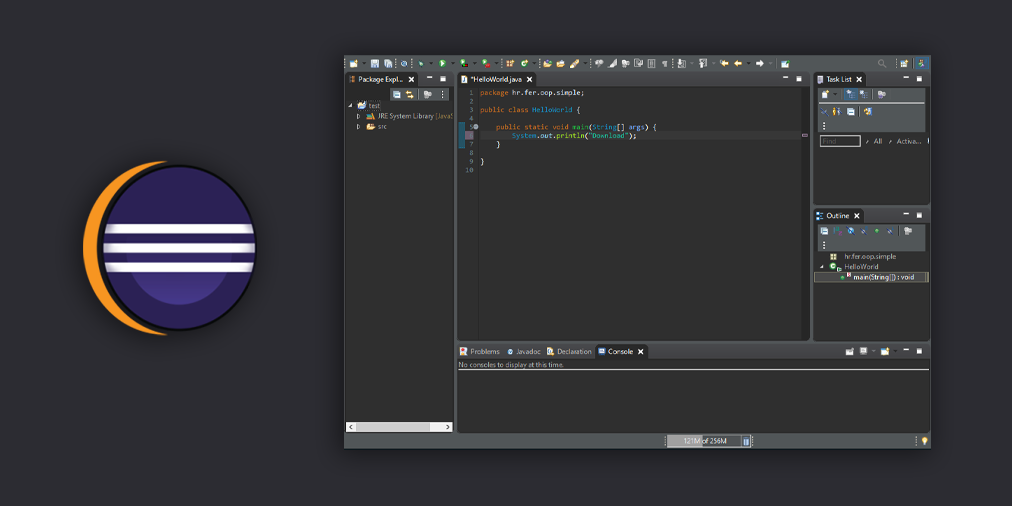 Package Expl...
test
JRE System Library [JavaS
src
*HelloWorld.java
1 package hr.fer.oop.simple;
2
3 public class HelloWorld {
4
5 public static void main(String[] args) {
System.out.println("Download");
7 }
8
9 }
10
Task List
Find
All
Activa...
Outline
hr.fer.oop.simple
HelloWorld
main(String[]) : void
Problems
Javadoc
Declaration
Console
No consoles to display at this time.
121M of 256M